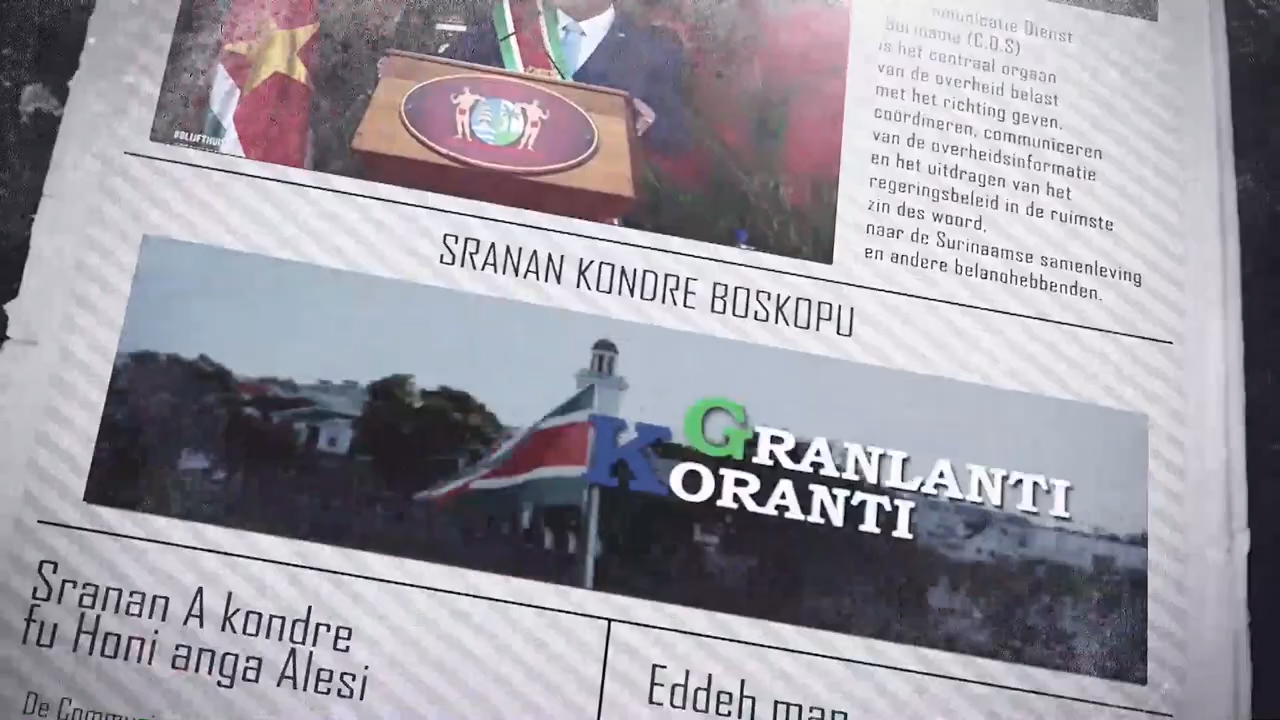 Dienst
Suriname (C.D.S)
is het centraal orgaan
van de overheid belast
met het richting geven,
coördineren, communiceren
van de overheidsinformatie
en het uitdragen van het
regeringsbeleid in de ruimste
zin des woord,
naar de Surinaamse samenleving
en andere belanghebbenden.
SRANAN KONDRE BOSKOPU
GRANLANTI
KORANTI
Sranan A kondre
fu Honi anga Alesi
De
Eddeh man